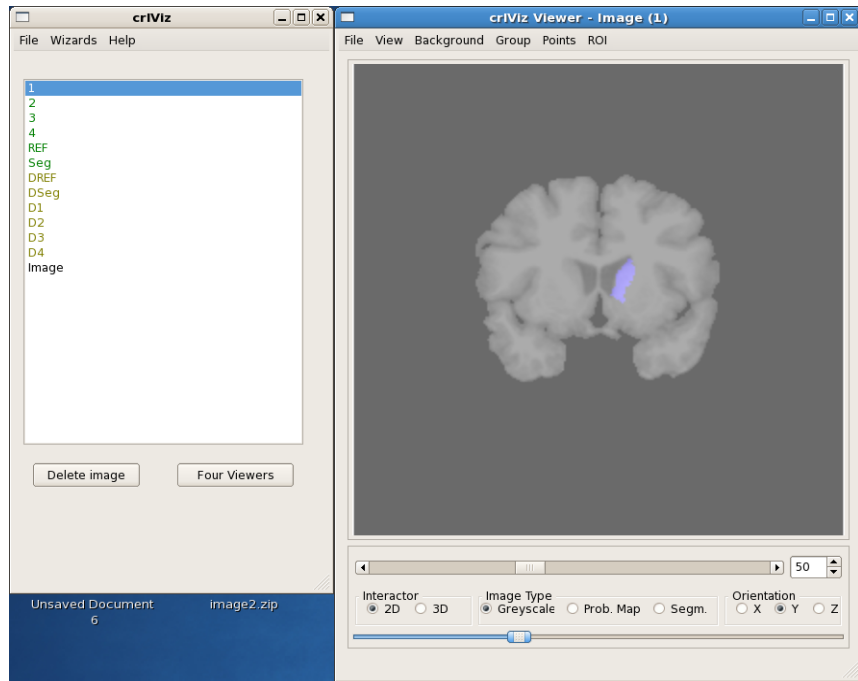 crlViz
File Wizards Help
1
2
3
4
REF
Seg
DREF
DSeg
D1
D2
D3
D4
Image
Delete image
Four Viewers
Unsaved Document
6
image2.zip
crlViz Viewer - Image (1)
File View Background Group Points ROI
50
Interactor
2D 3D
Image Type
Greyscale Prob. Map Segm.
Orientation
X Y Z